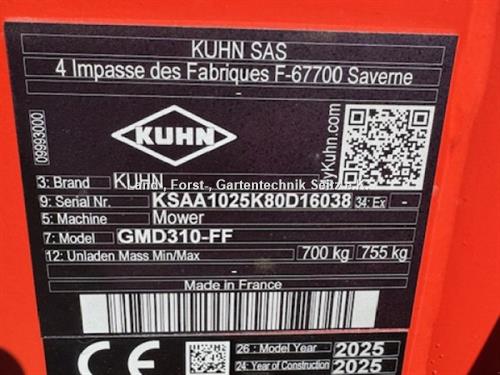 KUHN SAS
4 Impasse des Fabriques F-67700 Saverne
-
09993000
KUHN
yKuhn.com
3: Brand KUHN
Land-, Forst-, Gartentechnik
9: Serial Nr. KSAA1025K80D16038 34: Ex -
5: Machine Mower
7: Model GMD310-FF
12: Unladen Mass Min/Max 700 kg 755 kg
-
Made in France
CE
26 : Model Year 2025
24: Year of Construction 2025